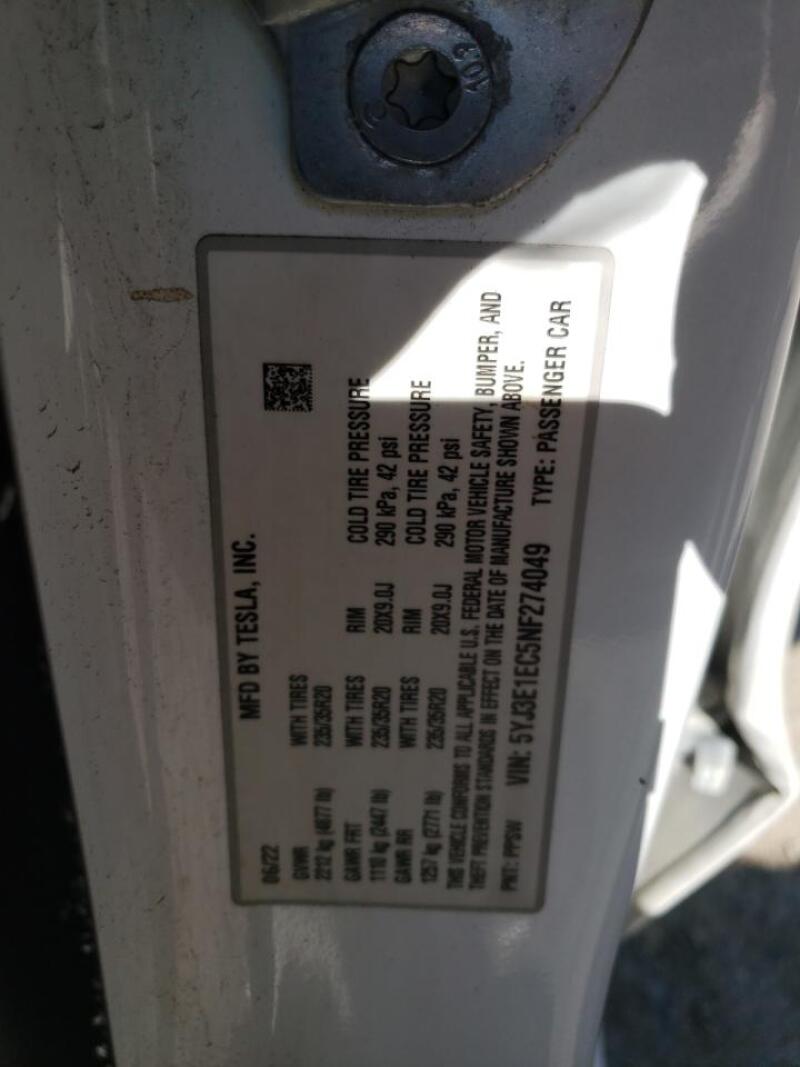 103
MFD BY TESLA, INC.
06/22
GVWR WITH TIRES RIM COLD TIRE PRESSURE
2212 kg (4877 lb) 235/35R20 20X9.0J 290 kPa, 42 psi
GAWR FRT WITH TIRES RIM COLD TIRE PRESSURE
1110 kg (2447 lb) 235/35R20 20X9.0J 290 kPa, 42 psi
GAWR RR WITH TIRES
1257 kg (2771 lb) 235/35R20
THIS VEHICLE CONFORMS TO ALL APPLICABLE U.S. FEDERAL MOTOR VEHICLE SAFETY, BUMPER, AND
THEFT PREVENTION STANDARDS IN EFFECT ON THE DATE OF MANUFACTURE SHOWN ABOVE.
PNT: PPSW VIN: 5YJ3E1EC5NF274049 TYPE: PASSENGER CAR